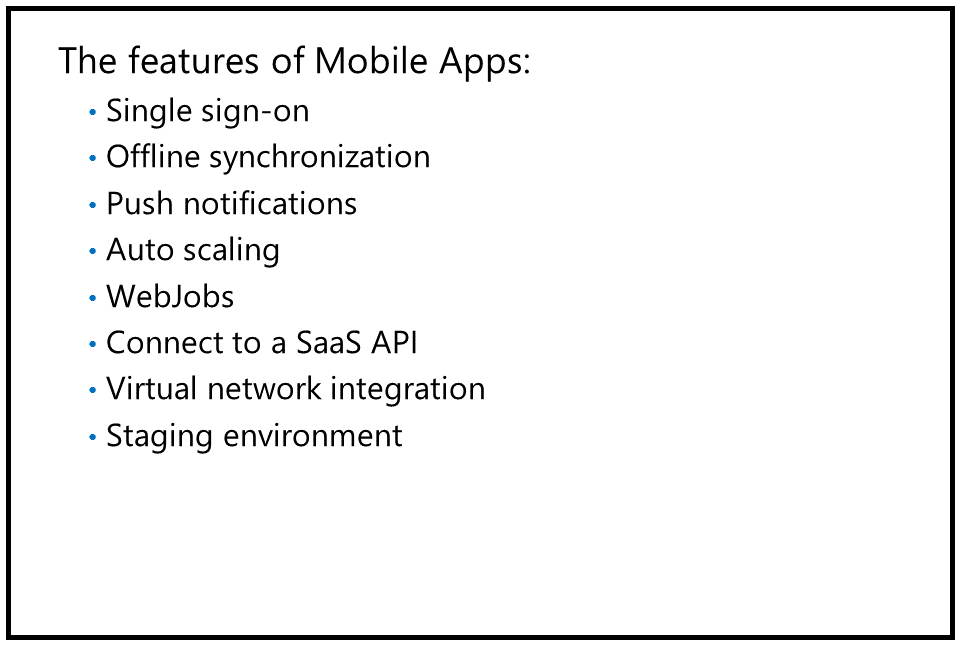 The features of Mobile Apps:
• Single sign-on
• Offline synchronization
• Push notifications
• Auto scaling
• WebJobs
• Connect to a SaaS API
• Virtual network integration
• Staging environment